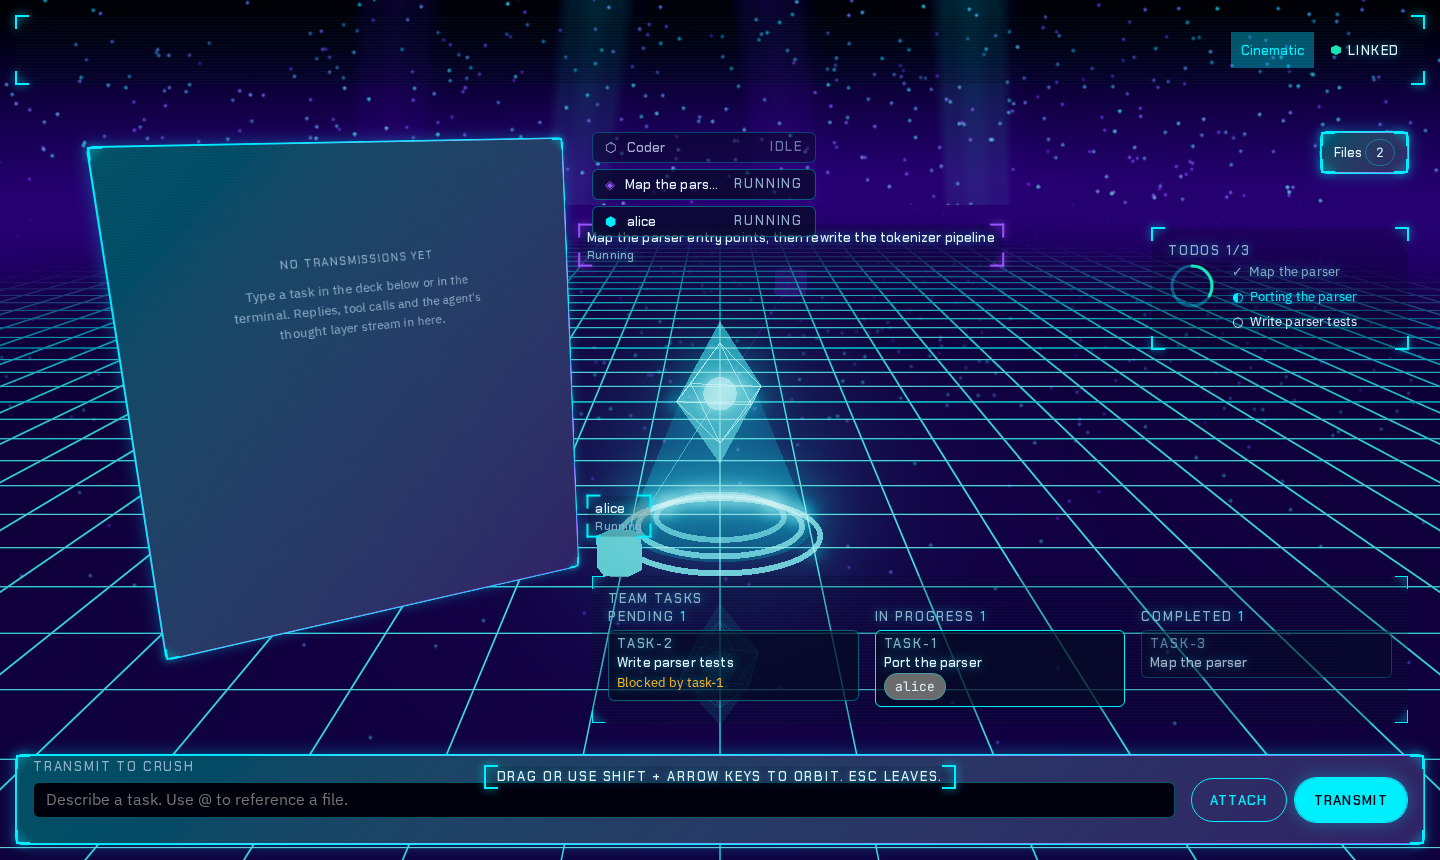 Cinematic
LINKED
Coder IDLE
Map the pars... RUNNING
alice RUNNING
Files 2
Map the parser entry points, then rewrite the tokenizer pipeline
Running
NO TRANSMISSIONS YET
Type a task in the deck below or in the
terminal. Replies, tool calls and the agent's
thought layer stream in here.
TODOS 1/3
✓ Map the parser
Porting the parser
Write parser tests
alice
Running
TEAM TASKS
PENDING 1
TASK-2
Write parser tests
Blocked by task-1
IN PROGRESS 1
TASK-1
Port the parser
alice
COMPLETED 1
TASK-3
Map the parser
TRANSMIT TO CRUSH
DRAG OR USE SHIFT + ARROW KEYS TO ORBIT. ESC LEAVES.
Describe a task. Use @ to reference a file.
ATTACH
TRANSMIT